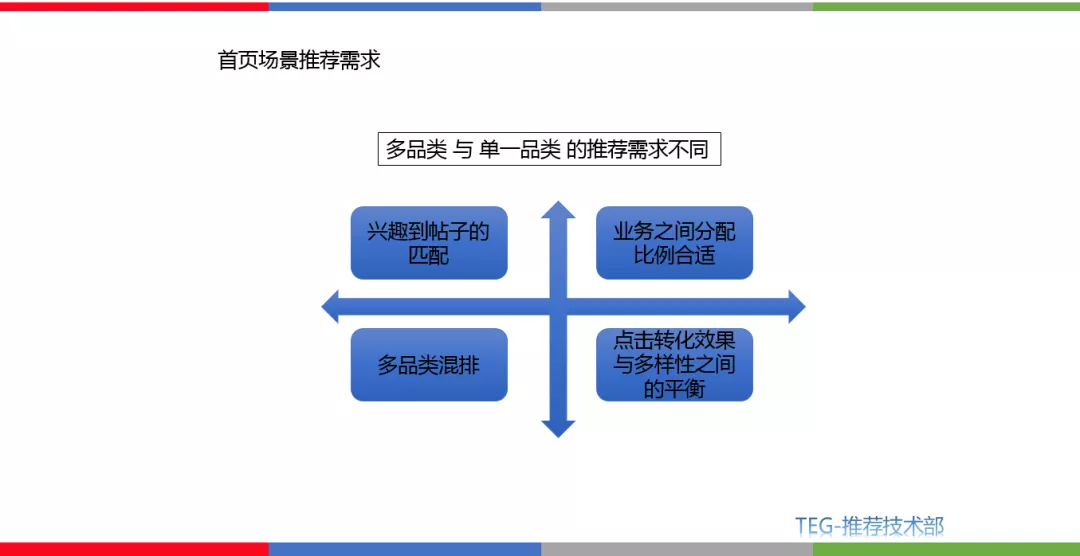 首页场景推荐需求
多品类 与 单一品类 的推荐需求不同
兴趣到帖子的
匹配
业务之间分配
比例合适
多品类混排
点击转化效果
与多样性之间
的平衡
TEG-推荐技术部